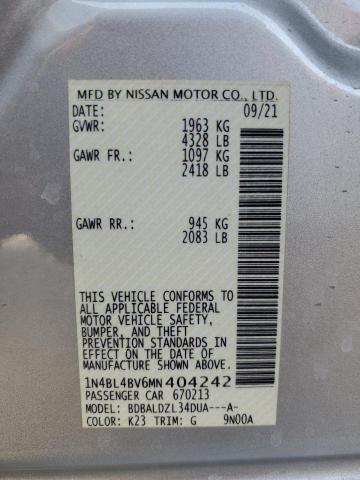 MFD BY NISSAN MOTOR CO., LTD.
DATE: 09/21
GVWR: 1963 KG
4328 LB
GAWR FR.: 1097 KG
2418 LB
GAWR RR.: 945 KG
2083 LB
THIS VEHICLE CONFORMS TO
ALL APPLICABLE FEDERAL
MOTOR VEHICLE SAFETY,
BUMPER, AND THEFT
PREVENTION STANDARDS IN
EFFECT ON THE DATE OF
MANUFACTURE SHOWN ABOVE.
1N4BL4BV6MN404242
PASSENGER CAR 670213
MODEL: BDBALDZL34DUA---A-
COLOR: K23 TRIM: G 9N00A